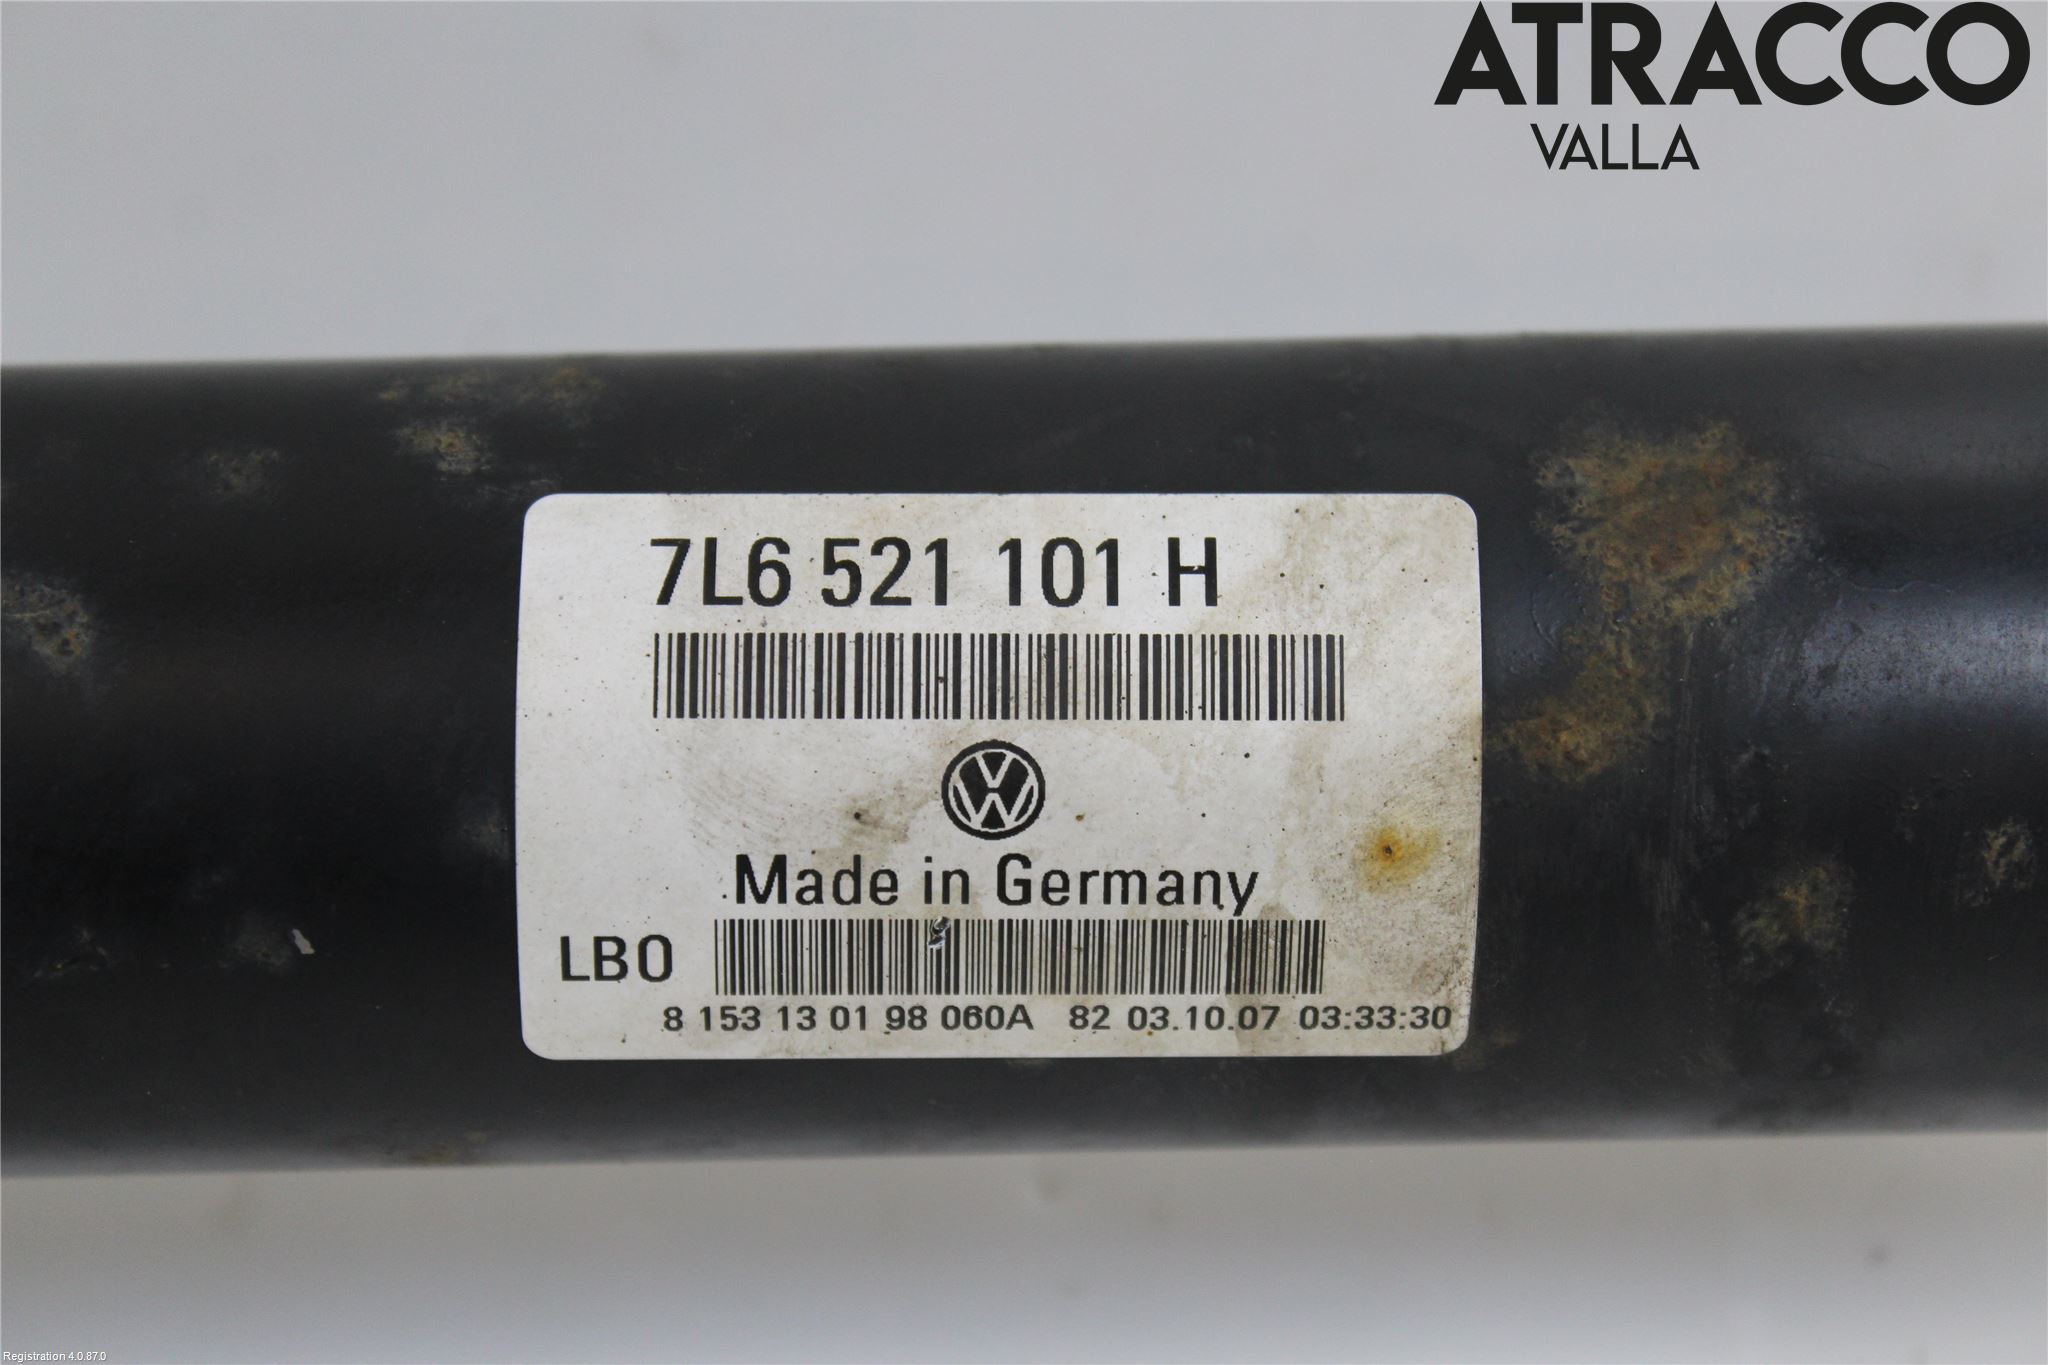 ATRACCO
VALLA
7L6 521 101 H
Made in Germany
LB0
8 153 13 01 98 060A 82 03.10.07 03:33:30
Registration 4.0.87.0